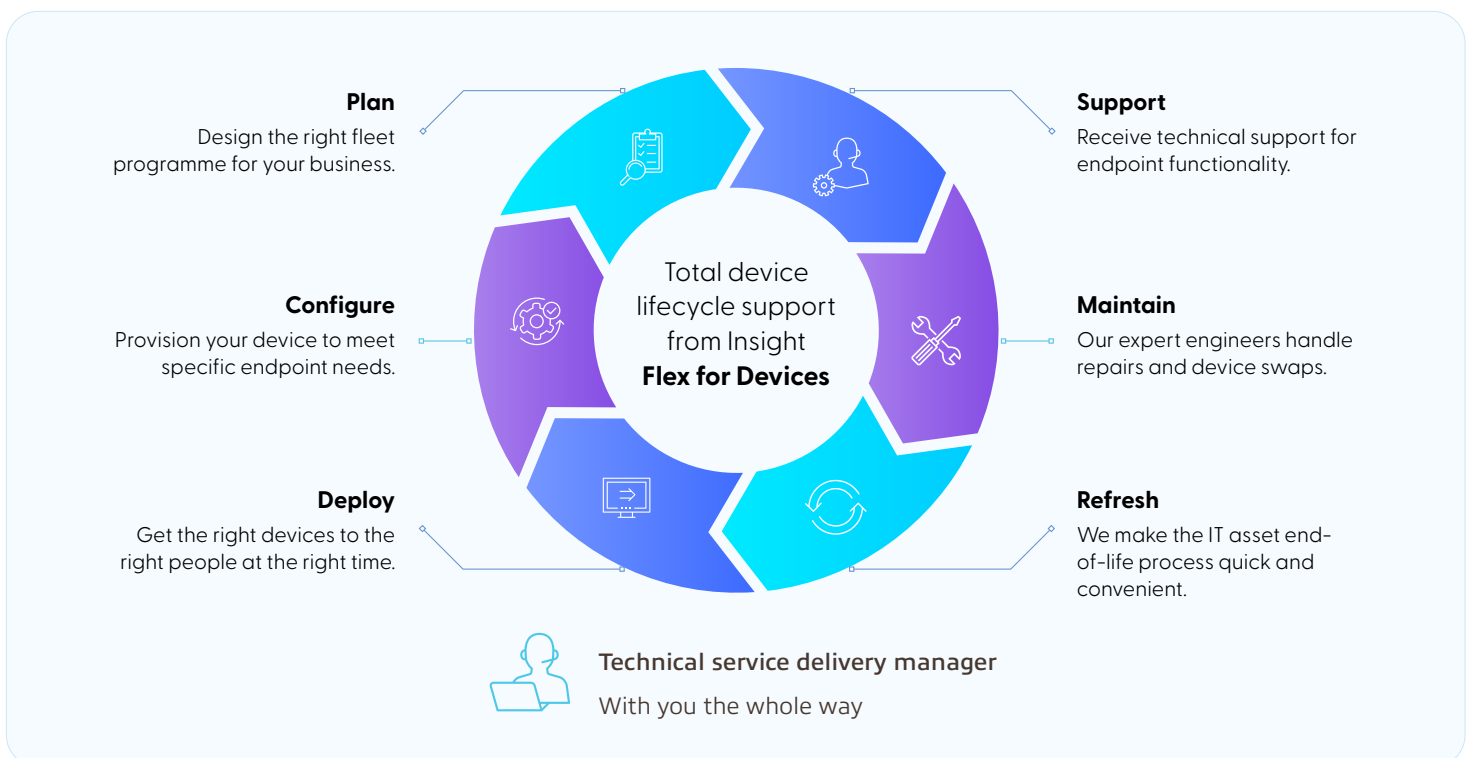 Plan
Design the right fleet
programme for your business.
Configure
Provision your device to meet
specific endpoint needs.
Deploy
Get the right devices to the
right people at the right time.
Total device
lifecycle support
from Insight
Flex for Devices
Support
Receive technical support for
endpoint functionality.
Maintain
Our expert engineers handle
repairs and device swaps.
Refresh
We make the IT asset end-
of-life process quick and
convenient.
Technical service delivery manager
With you the whole way